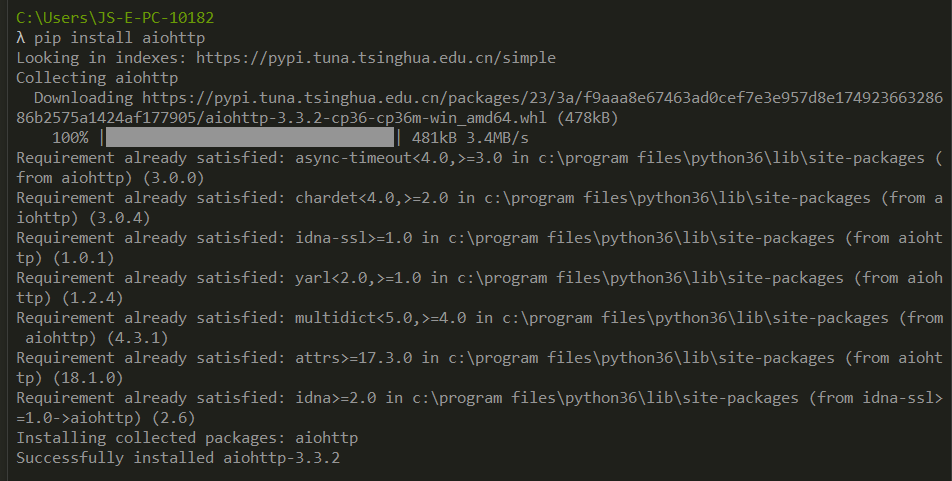 C:\Users\JS-E-PC-10182
λ pip install aiohttp
Looking in indexes: https://pypi.tuna.tsinghua.edu.cn/simple
Collecting aiohttp
  Downloading https://pypi.tuna.tsinghua.edu.cn/packages/23/3a/f9aaa8e67463ad0cef7e3e957d8e174923663286
86b2575a1424af177905/aiohttp-3.3.2-cp36-cp36m-win_amd64.whl (478kB)
    100% |████████████████████████████████| 481kB 3.4MB/s
Requirement already satisfied: async-timeout<4.0,>=3.0 in c:\program files\python36\lib\site-packages (
from aiohttp) (3.0.0)
Requirement already satisfied: chardet<4.0,>=2.0 in c:\program files\python36\lib\site-packages (from a
iohttp) (3.0.4)
Requirement already satisfied: idna-ssl>=1.0 in c:\program files\python36\lib\site-packages (from aioht
tp) (1.0.1)
Requirement already satisfied: yarl<2.0,>=1.0 in c:\program files\python36\lib\site-packages (from aioh
ttp) (1.2.4)
Requirement already satisfied: multidict<5.0,>=4.0 in c:\program files\python36\lib\site-packages (from
 aiohttp) (4.3.1)
Requirement already satisfied: attrs>=17.3.0 in c:\program files\python36\lib\site-packages (from aioht
tp) (18.1.0)
Requirement already satisfied: idna>=2.0 in c:\program files\python36\lib\site-packages (from idna-ssl>
=1.0->aiohttp) (2.6)
Installing collected packages: aiohttp
Successfully installed aiohttp-3.3.2